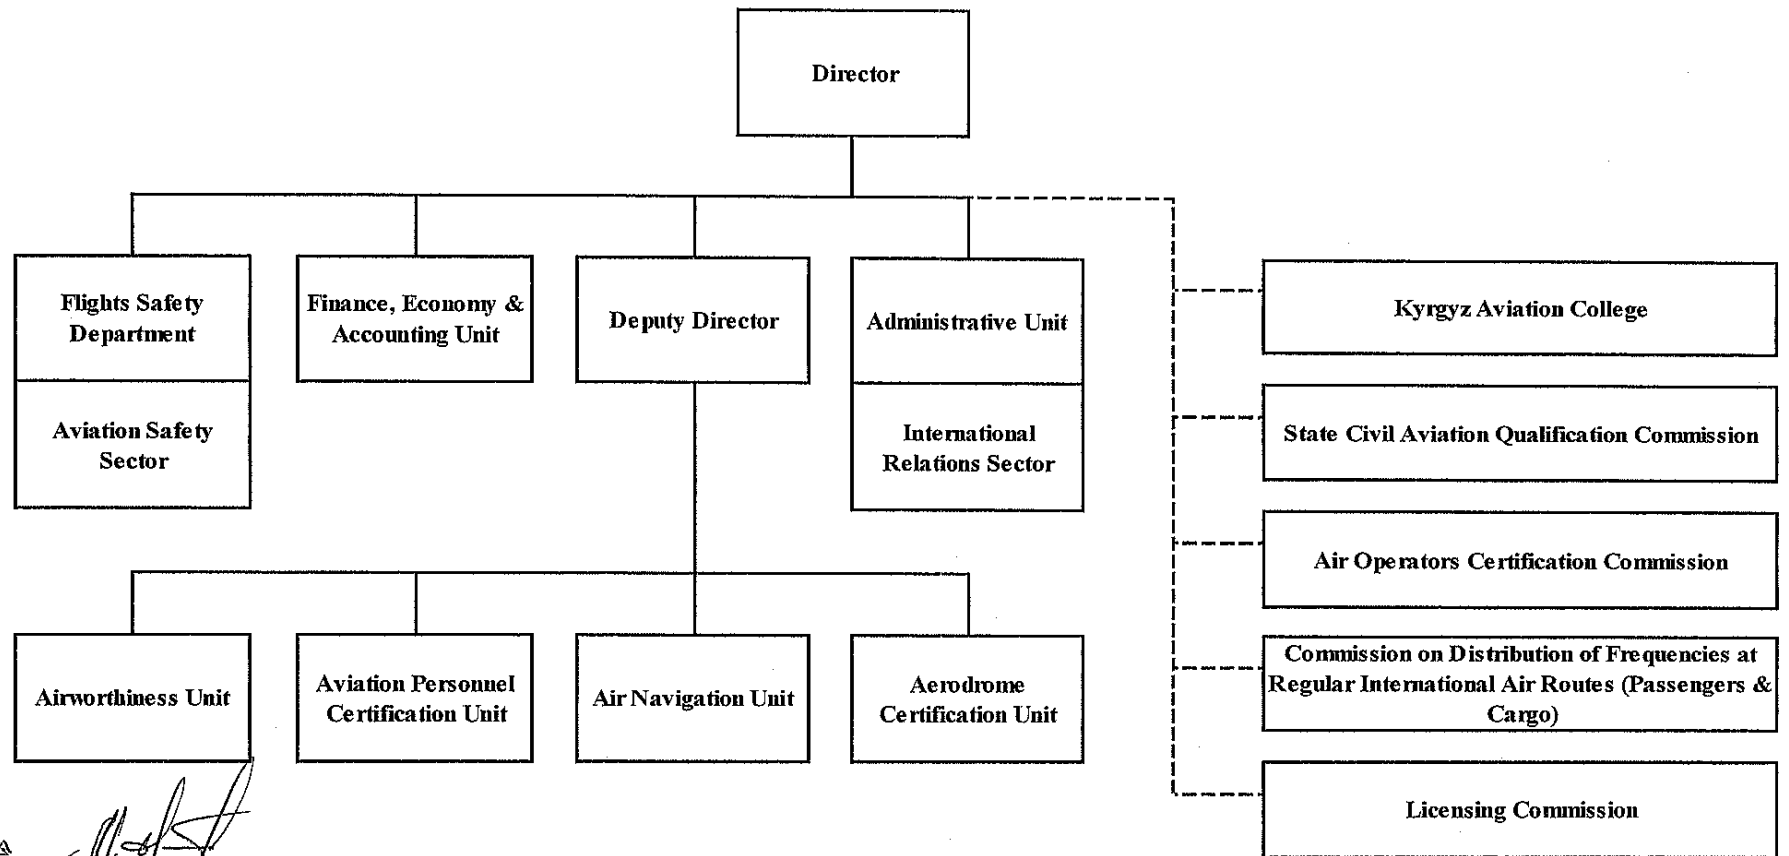 Director
Flights Safety
Department
Finance, Economy &
Accounting Unit
Deputy Director
Administrative Unit
Aviation Safety
Sector
International
Relations Sector
Airworthiness Unit
Aviation Personnel
Certification Unit
Air Navigation Unit
Aerodrome
Certification Unit
Kyrgyz Aviation College
State Civil Aviation Qualification Commission
Air Operators Certification Commission
Commission on Distribution of Frequencies at
Regular International Air Routes (Passengers &
Cargo)
Licensing Commission